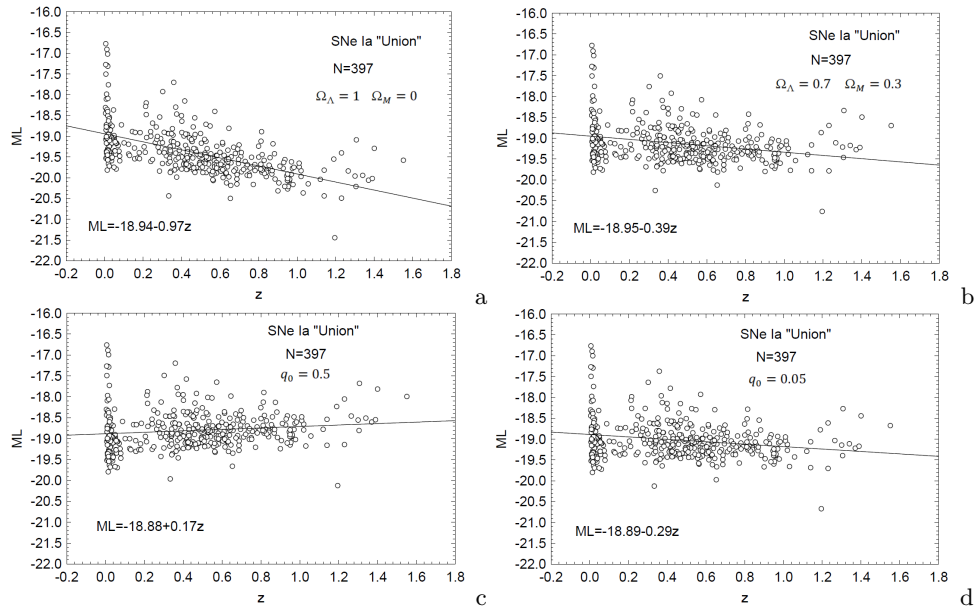 -16.0
-16.5
-17.0
-17.5
-18.0
-18.5
-19.0
-19.5
-20.0
-20.5
-21.0
-21.5
-22.0
ML
SNe Ia "Union"
N=397
Ω_Λ = 1 Ω_M = 0
ML=-18.94-0.97z
-0.2 0.0 0.2 0.4 0.6 0.8 1.0 1.2 1.4 1.6 1.8
z
a
-16.0
-16.5
-17.0
-17.5
-18.0
-18.5
-19.0
-19.5
-20.0
-20.5
-21.0
-21.5
-22.0
ML
SNe Ia "Union"
N=397
Ω_Λ = 0.7 Ω_M = 0.3
ML=-18.95-0.39z
-0.2 0.0 0.2 0.4 0.6 0.8 1.0 1.2 1.4 1.6 1.8
z
b
-16.0
-16.5
-17.0
-17.5
-18.0
-18.5
-19.0
-19.5
-20.0
-20.5
-21.0
-21.5
-22.0
ML
SNe Ia "Union"
N=397
q_0 = 0.5
ML=-18.88+0.17z
-0.2 0.0 0.2 0.4 0.6 0.8 1.0 1.2 1.4 1.6 1.8
z
c
-16.0
-16.5
-17.0
-17.5
-18.0
-18.5
-19.0
-19.5
-20.0
-20.5
-21.0
-21.5
-22.0
ML
SNe Ia "Union"
N=397
q_0 = 0.05
ML=-18.89-0.29z
-0.2 0.0 0.2 0.4 0.6 0.8 1.0 1.2 1.4 1.6 1.8
z
d